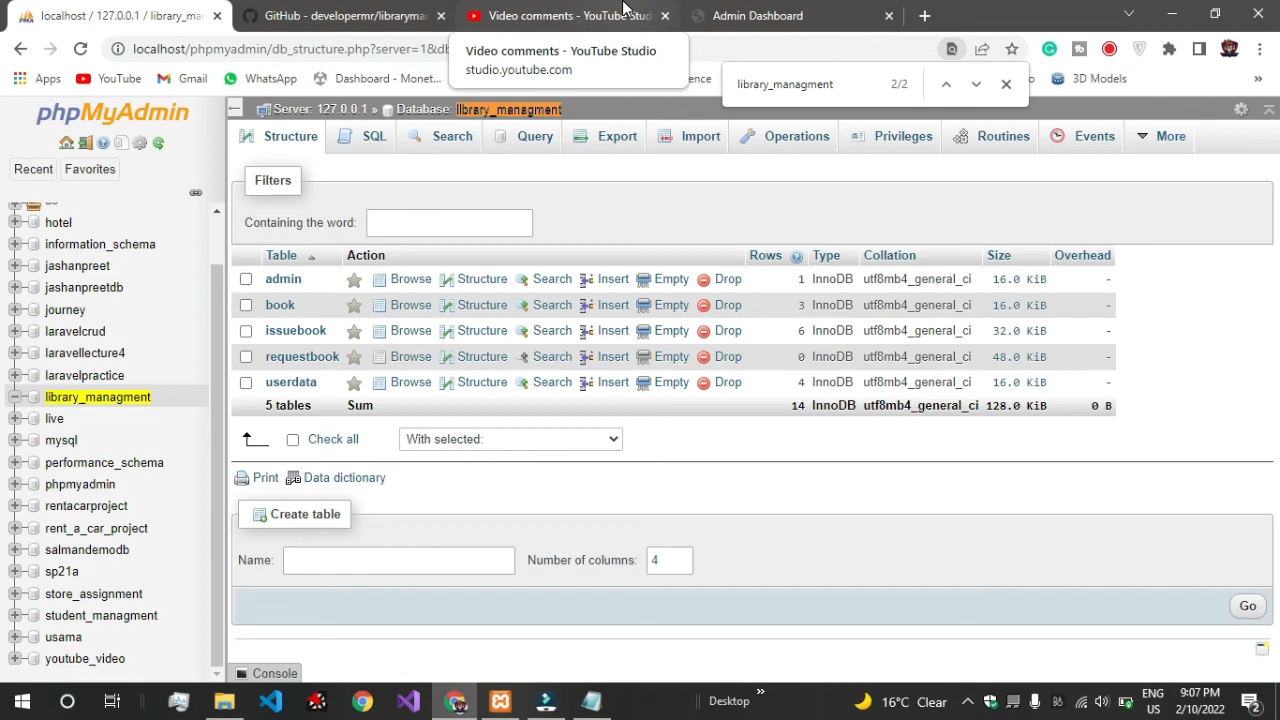 localhost / 127.0.0.1 / library_ma
GitHub - developermr/libraryma
Video comments - YouTube Studi
Admin Dashboard
localhost/phpmyadmin/db_structure.php?server=1&db
Video comments - YouTube Studio
studio.youtube.com
Apps
YouTube
Gmail
WhatsApp
Dashboard - Monet...
3D Models
library_managment
2/2
phpMyAdmin
Recent
Favorites
hotel
information_schema
jashanpreet
jashanpreetdb
journey
laravelcrud
laravellecture4
laravelpractice
library_managment
live
mysql
performance_schema
phpmyadmin
rentacarproject
rent_a_car_project
salmandemodb
sp21a
store_assignment
student_managment
usama
youtube_video
Server: 127.0.0.1 » Database: library_managment
Structure SQL Search Query Export Import Operations Privileges Routines Events More
Filters
Containing the word:
Table Action Rows Type Collation Size Overhead
admin Browse Structure Search Insert Empty Drop 1 InnoDB utf8mb4_general_ci 16.0 KiB -
book Browse Structure Search Insert Empty Drop 3 InnoDB utf8mb4_general_ci 16.0 KiB -
issuebook Browse Structure Search Insert Empty Drop 6 InnoDB utf8mb4_general_ci 32.0 KiB -
requestbook Browse Structure Search Insert Empty Drop 0 InnoDB utf8mb4_general_ci 48.0 KiB -
userdata Browse Structure Search Insert Empty Drop 4 InnoDB utf8mb4_general_ci 16.0 KiB -
5 tables Sum 14 InnoDB utf8mb4_general_ci 128.0 KiB 0 B
Check all
With selected:
Print Data dictionary
Create table
Name:
Number of columns: 4
Go
Console
Desktop
16°C Clear
ENG
US
9:07 PM
2/10/2022
2